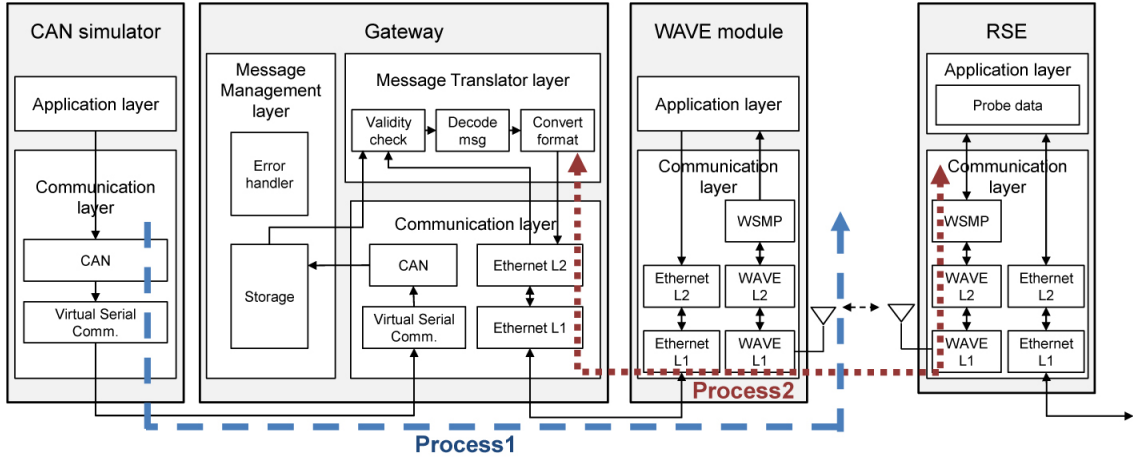 CAN simulator
Application layer
Communication
layer
CAN
Virtual Serial
Comm.
Gateway
Message
Management
layer
Error
handler
Storage
Message Translator layer
Validity
check
Decode
msg
Convert
format
Communication layer
CAN
Virtual Serial
Comm.
Ethernet L2
Ethernet L1
WAVE module
Application layer
Communication
layer
WSMP
Ethernet
L2
WAVE
L2
Ethernet
L1
WAVE
L1
RSE
Application layer
Probe data
Communication
layer
WSMP
WAVE
L2
Ethernet
L2
WAVE
L1
Ethernet
L1
Process2
Process1